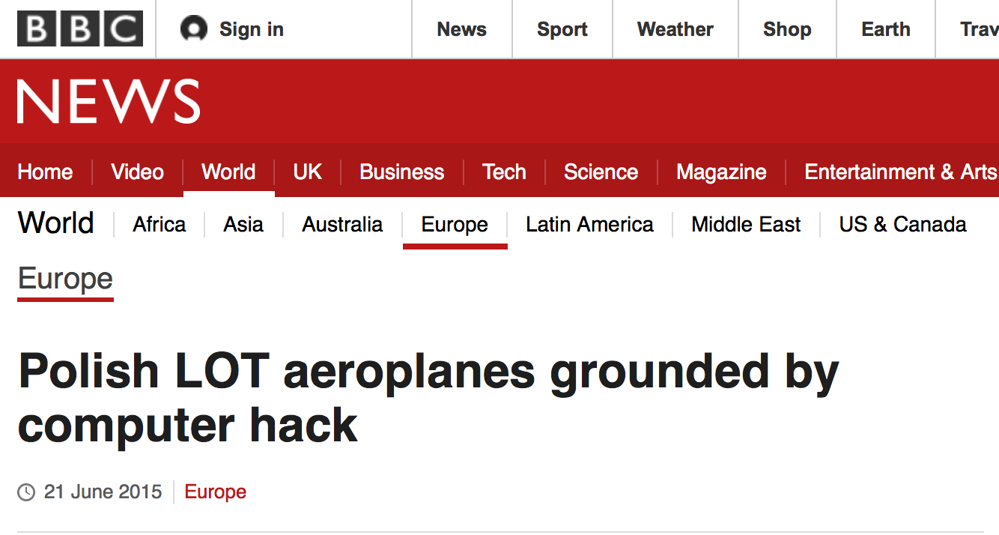 BBC Sign in News Sport Weather Shop Earth Trav
NEWS
Home Video World UK Business Tech Science Magazine Entertainment & Arts
World Africa Asia Australia Europe Latin America Middle East US & Canada
Europe
Polish LOT aeroplanes grounded by
computer hack
21 June 2015 Europe